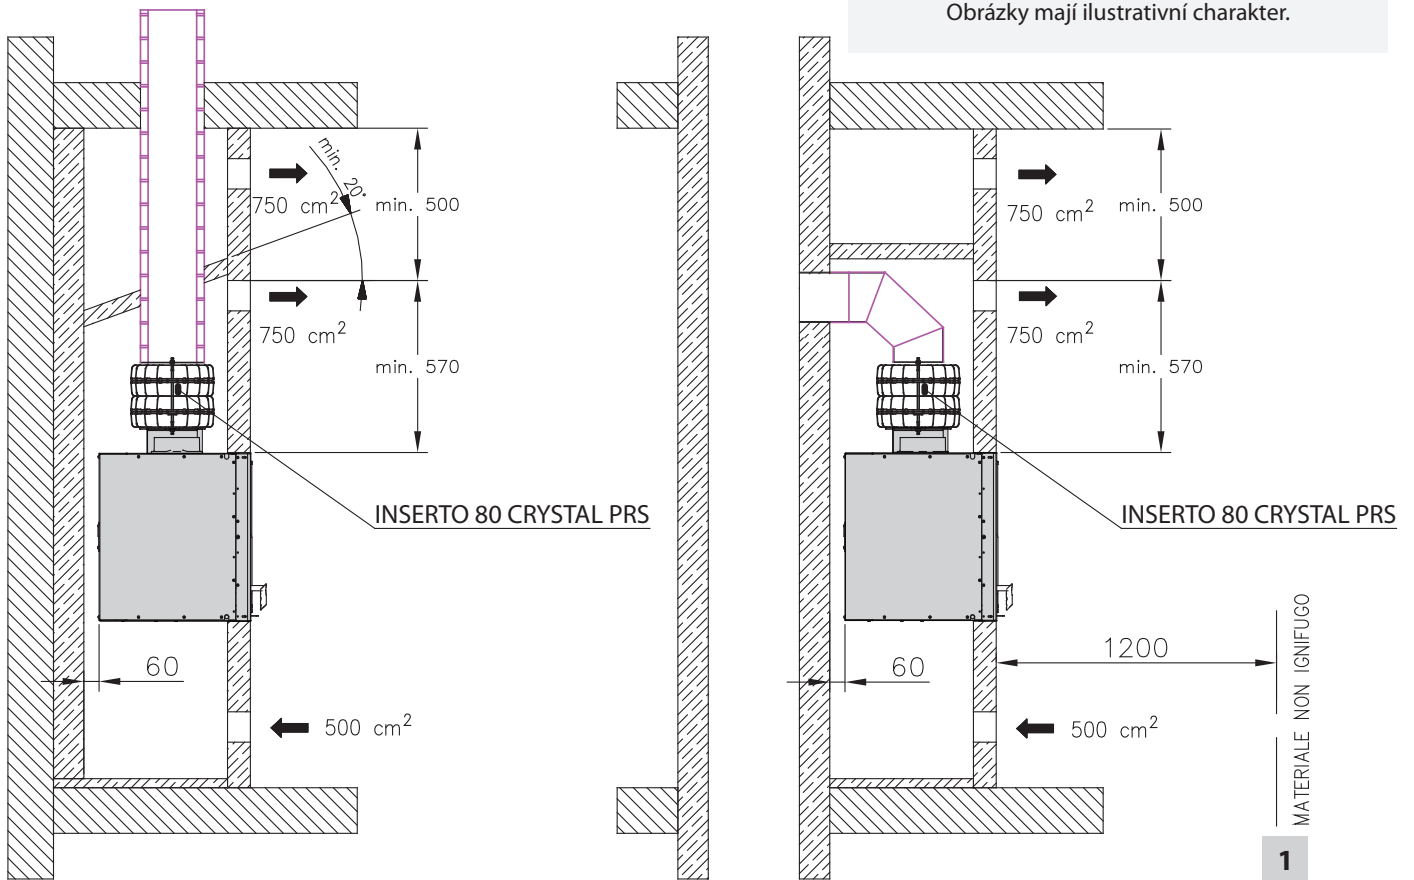 Obrázky mají ilustrativní charakter.
min. 20°
750 cm²
min. 500
750 cm²
min. 570
INSERTO 80 CRYSTAL PRS
60
500 cm²
750 cm²
min. 500
750 cm²
min. 570
INSERTO 80 CRYSTAL PRS
60
1200
500 cm²
MATERIALE NON IGNIFUGO
1